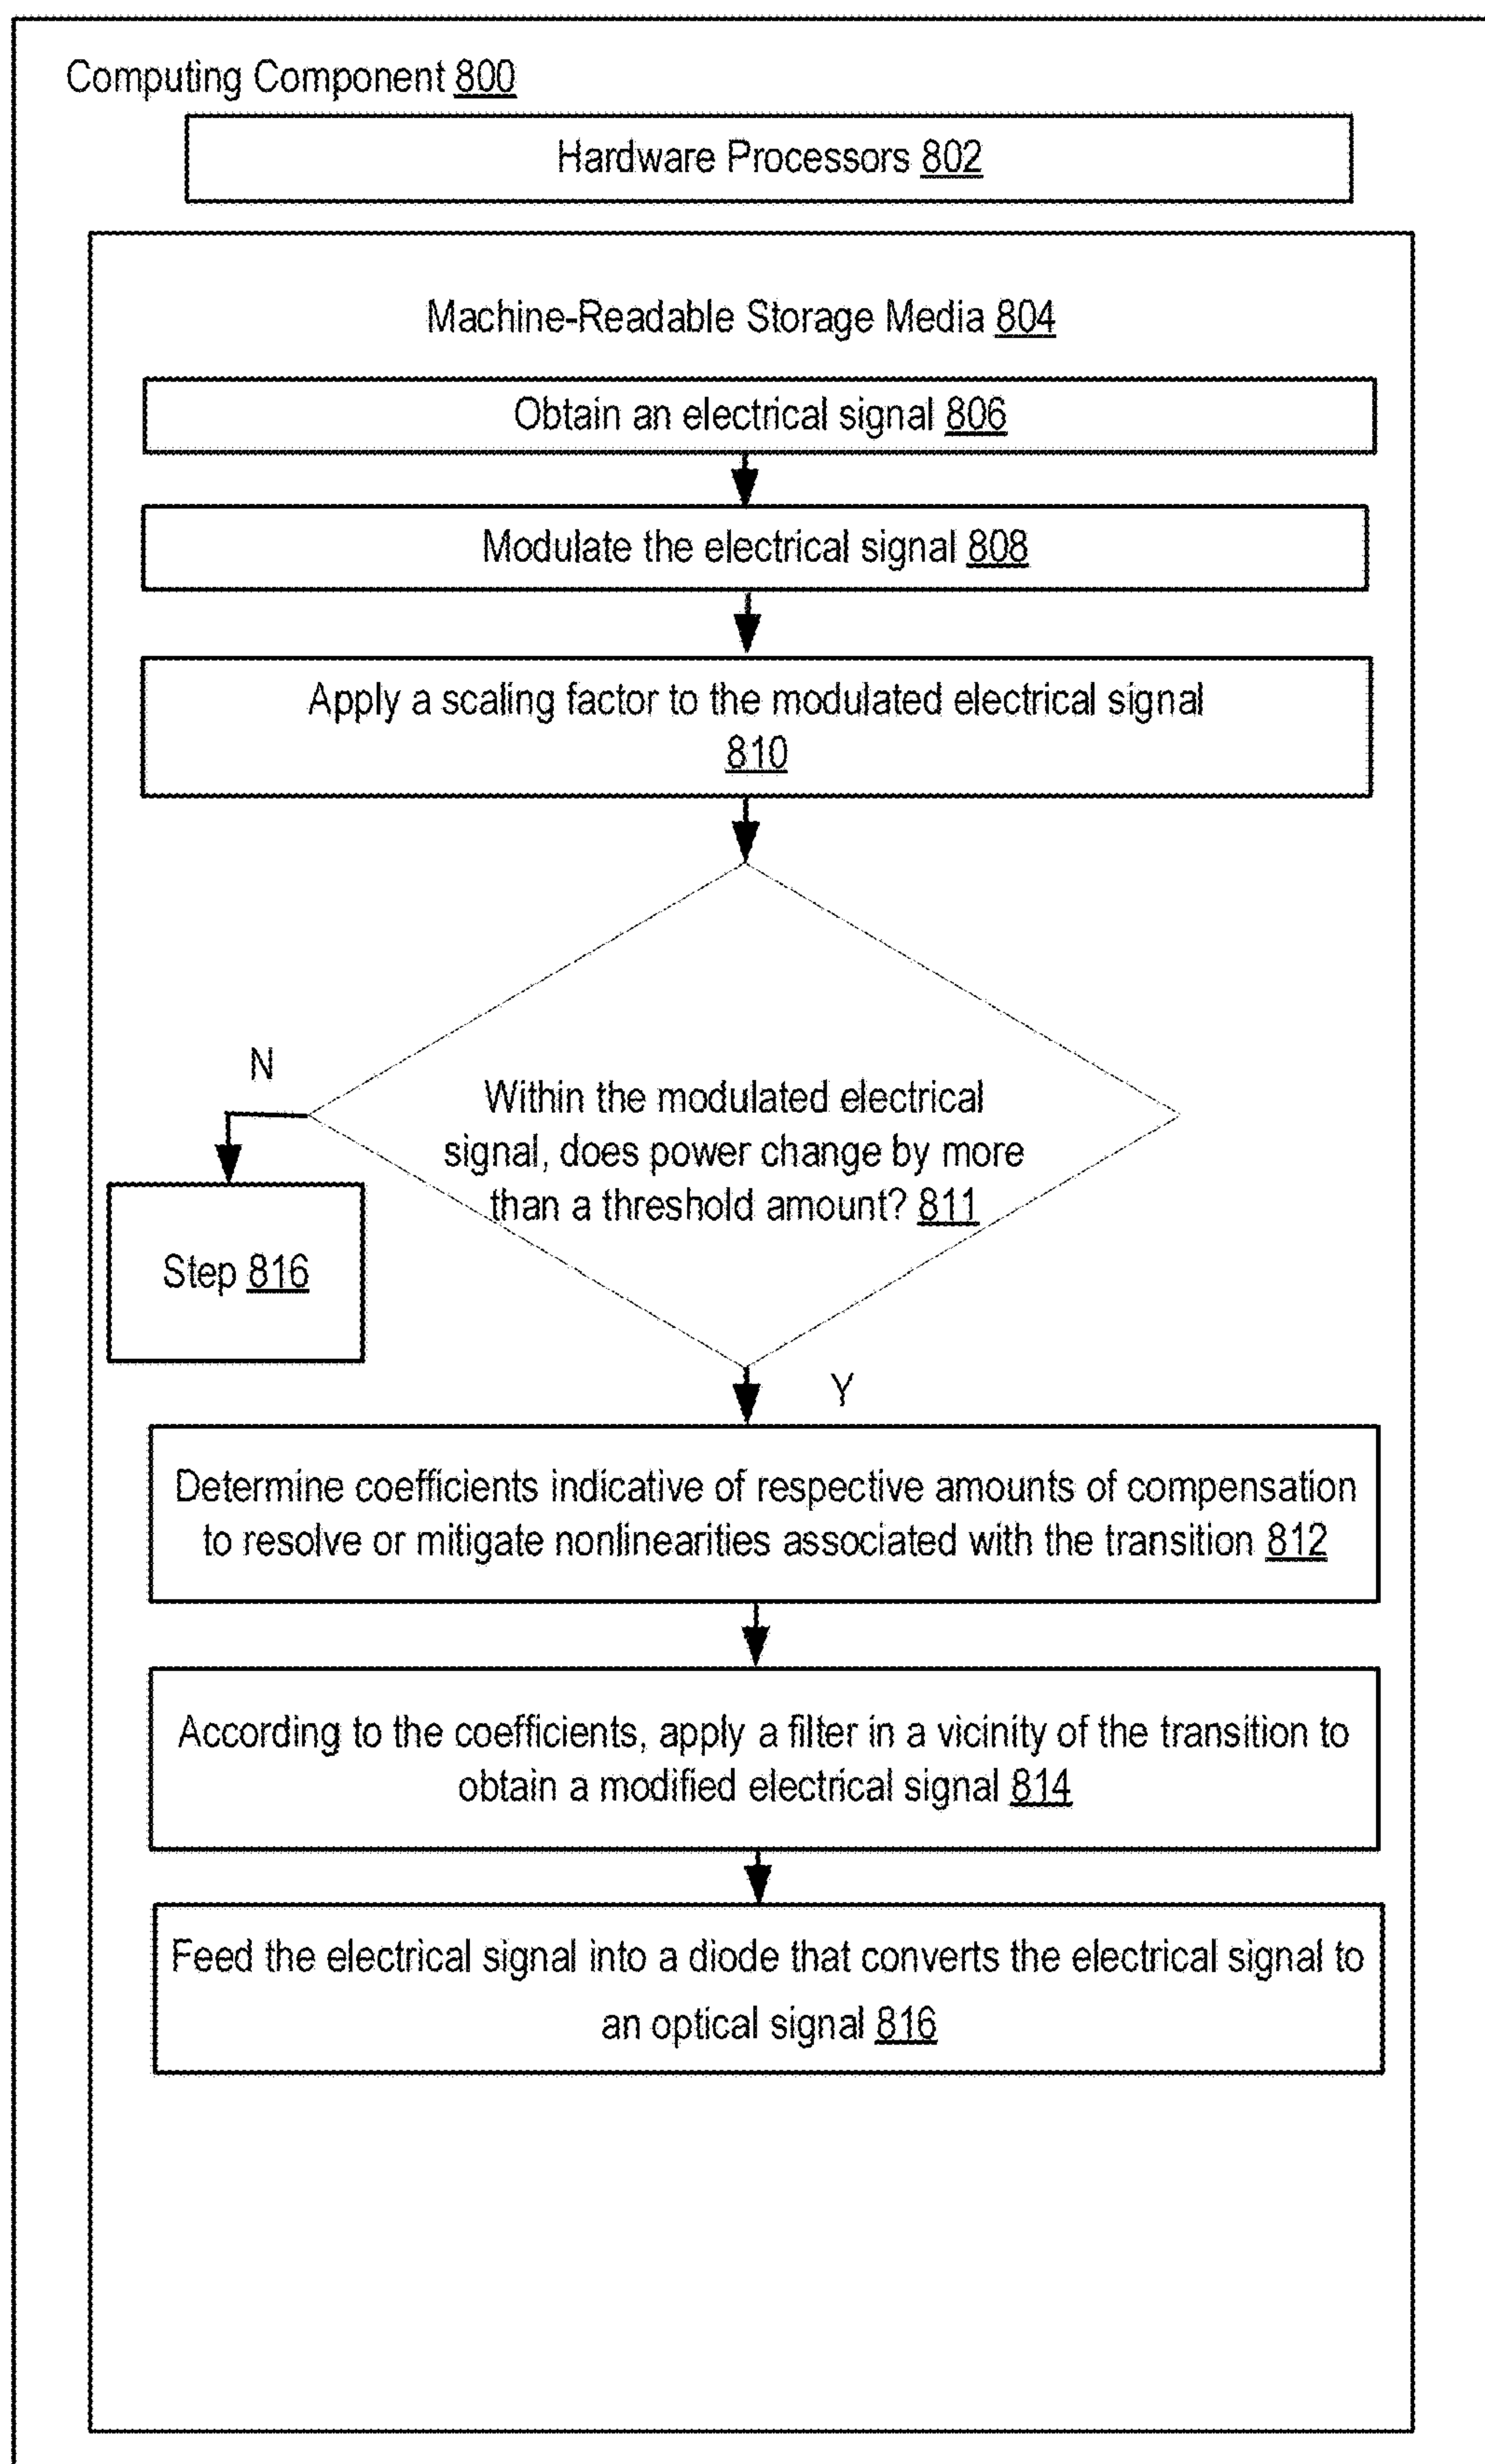 Computing Component 800
Hardware Processors 802
Machine-Readable Storage Media 804
Obtain an electrical signal 806
Modulate the electrical signal 808
Apply a scaling factor to the modulated electrical signal
810
N
Within the modulated electrical
signal, does power change by more
than a threshold amount? 811
Step 816
Y
Determine coefficients indicative of respective amounts of compensation
to resolve or mitigate nonlinearities associated with the transition 812
According to the coefficients, apply a filter in a vicinity of the transition to
obtain a modified electrical signal 814
Feed the electrical signal into a diode that converts the electrical signal to
an optical signal 816